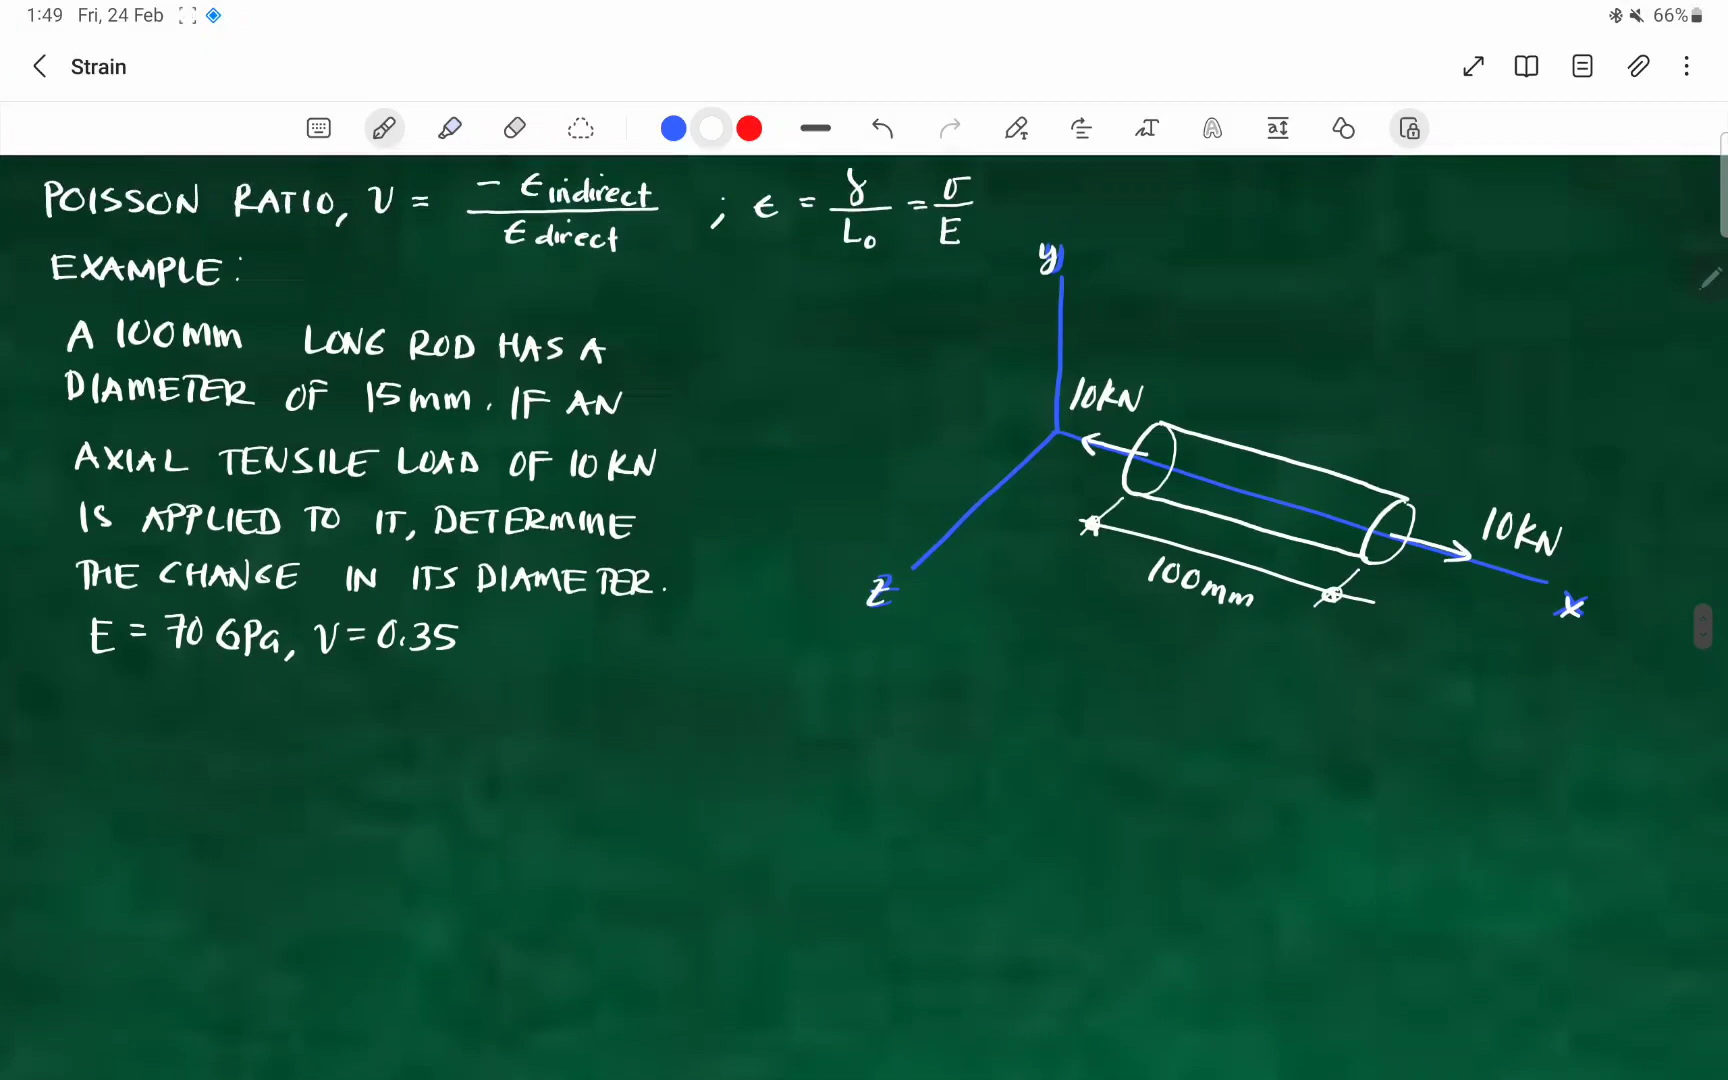 1:49 Fri, 24 Feb
66%
Strain
POISSON RATIO, ν = - ϵ indirect / ϵ direct ; ϵ = δ / L₀ = σ / E
EXAMPLE:
A 100mm LONG ROD HAS A
DIAMETER OF 15mm. IF AN
AXIAL TENSILE LOAD OF 10 KN
IS APPLIED TO IT, DETERMINE
THE CHANGE IN ITS DIAMETER.
E = 70 GPa, ν = 0.35
y
10KN
10KN
100mm
z
x